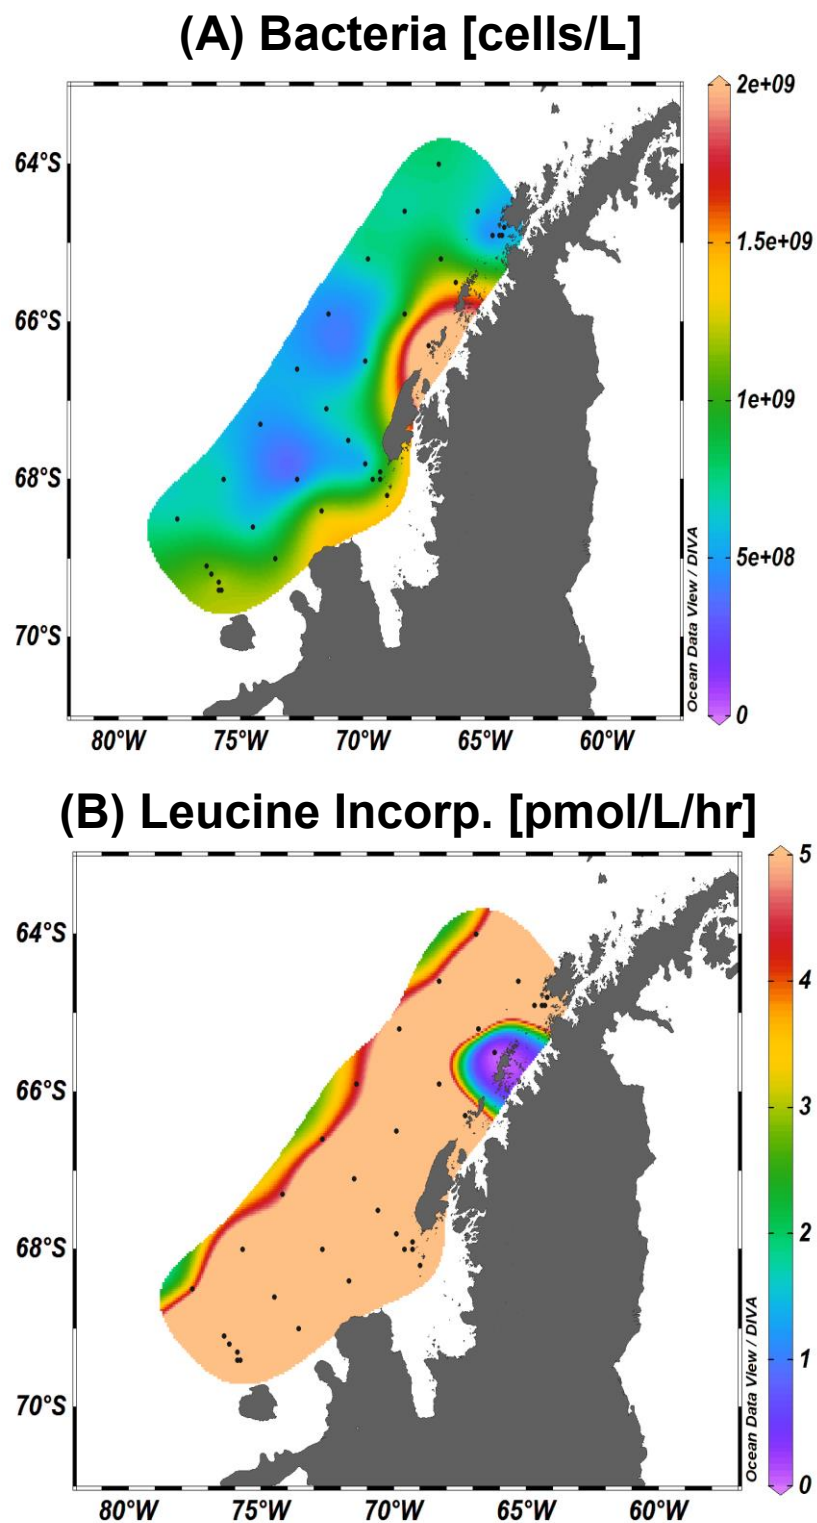 (A) Bacteria [cells/L]
2e+09
64°S
1.5e+09
66°S
1e+09
68°S
5e+08
70°S
Ocean Data View / DIVA
0
80°W 75°W 70°W 65°W 60°W
(B) Leucine Incorp. [pmol/L/hr]
5
64°S
4
66°S
3
2
68°S
1
70°S
Ocean Data View / DIVA
0
80°W 75°W 70°W 65°W 60°W